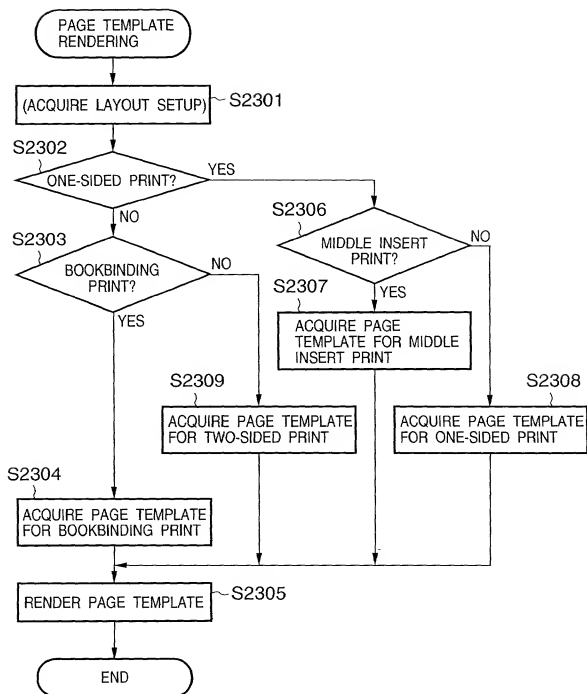 PAGE TEMPLATE
RENDERING
(ACQUIRE LAYOUT SETUP)
S2301
S2302
ONE-SIDED PRINT?
YES
NO
S2303
BOOKBINDING
PRINT?
NO
YES
S2306
MIDDLE INSERT
PRINT?
NO
YES
S2307
ACQUIRE PAGE
TEMPLATE FOR MIDDLE
INSERT PRINT
S2309
ACQUIRE PAGE TEMPLATE
FOR TWO-SIDED PRINT
S2308
ACQUIRE PAGE TEMPLATE
FOR ONE-SIDED PRINT
S2304
ACQUIRE PAGE TEMPLATE
FOR BOOKBINDING PRINT
RENDER PAGE TEMPLATE
S2305
END